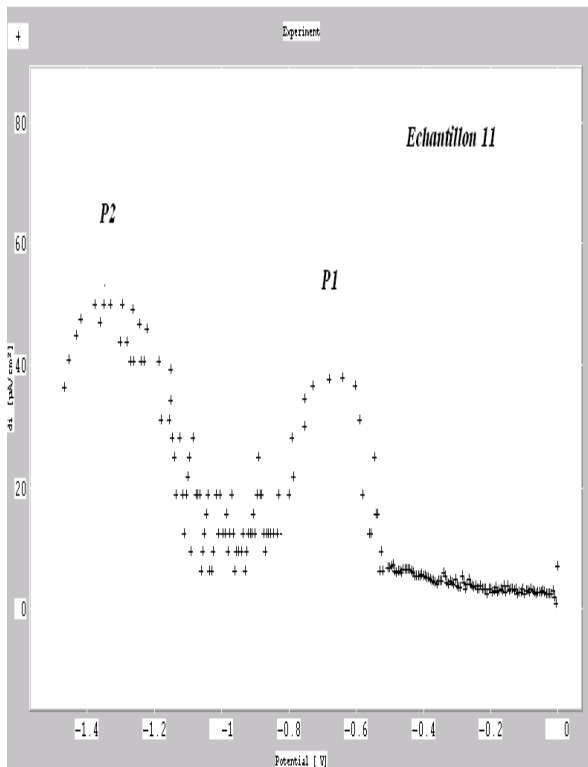 +
Experiment
80
Echantillon 11
P2
60
P1
di [µA/cm²]
40
20
0
-1.4 -1.2 -1 -0.8 -0.6 -0.4 -0.2 0
Potential [ V]